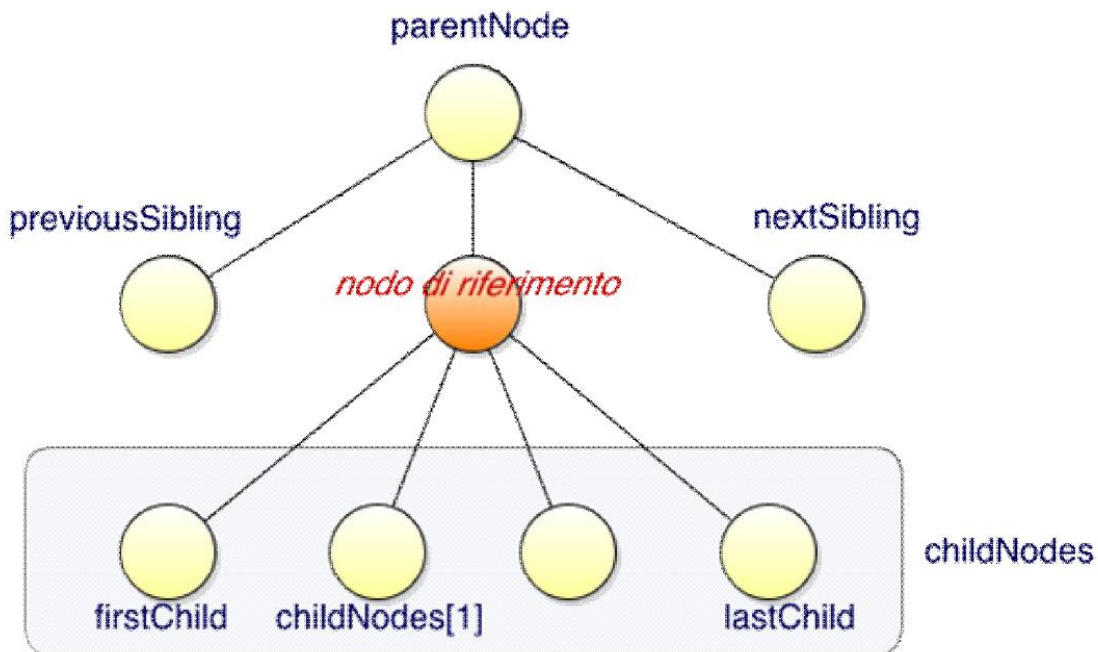 parentNode
previousSibling
nextSibling
nodo di riferimento
childNodes
firstChild
childNodes[1]
lastChild